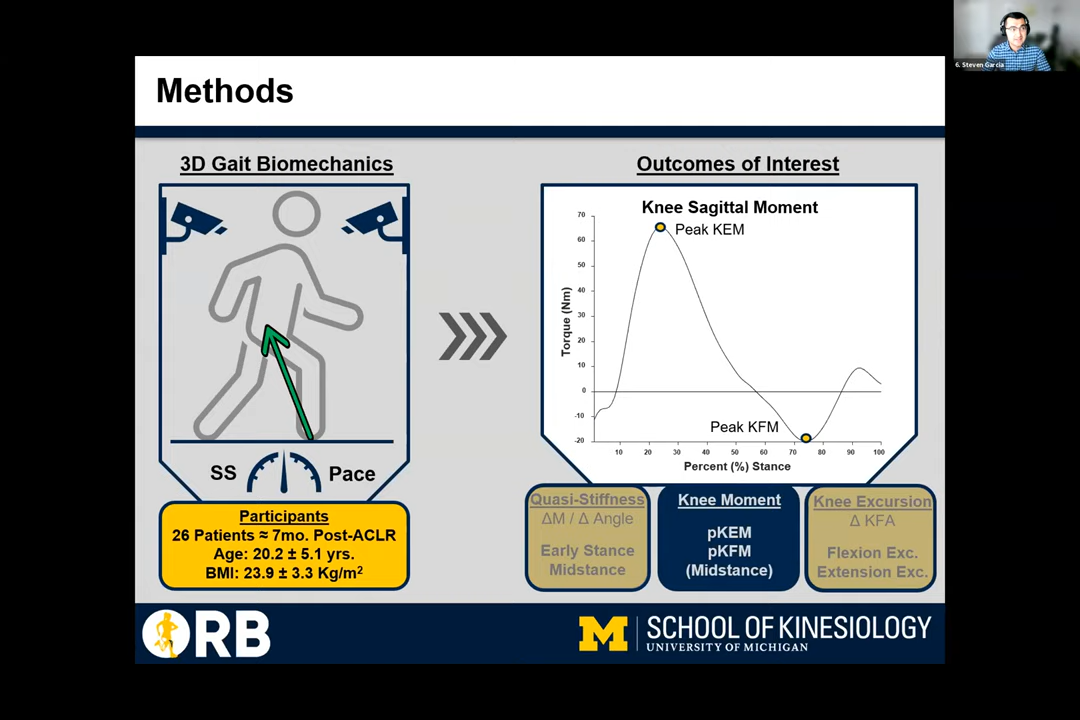 6. Steven Garcia
Methods
3D Gait Biomechanics
SS
Pace
Participants
26 Patients ≈ 7mo. Post-ACLR
Age: 20.2 ± 5.1 yrs.
BMI: 23.9 ± 3.3 Kg/m²
Outcomes of Interest
Knee Sagittal Moment
Peak KEM
Peak KFM
Torque (Nm)
70
60
50
40
30
20
10
0
-10
-20
10 20 30 40 50 60 70 80 90 100
Percent (%) Stance
Quasi-Stiffness
ΔM / Δ Angle
Early Stance
Midstance
Knee Moment
pKEM
pKFM
(Midstance)
Knee Excursion
Δ KFA
Flexion Exc.
Extension Exc.
ORB
M
SCHOOL OF KINESIOLOGY
UNIVERSITY OF MICHIGAN